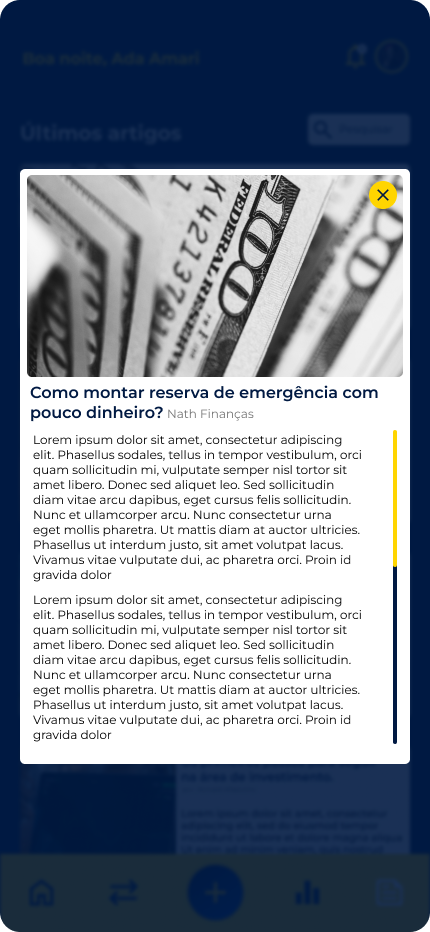 Boa noite, Ada Amari
Últimos artigos
Pesquisar
100
K42137817
FEDERAL RESERVE
Como montar reserva de emergência com
pouco dinheiro? Nath Finanças
Lorem ipsum dolor sit amet, consectetur adipiscing
elit. Phasellus sodales, tellus in tempor vestibulum, orci
quam sollicitudin mi, vulputate semper nisl tortor sit
amet libero. Donec sed aliquet leo. Sed sollicitudin
diam vitae arcu dapibus, eget cursus felis sollicitudin.
Nunc et ullamcorper arcu. Nunc consectetur urna
eget mollis pharetra. Ut mattis diam at auctor ultricies.
Phasellus ut interdum justo, sit amet volutpat lacus.
Vivamus vitae vulputate dui, ac pharetra orci. Proin id
gravida dolor
Lorem ipsum dolor sit amet, consectetur adipiscing
elit. Phasellus sodales, tellus in tempor vestibulum, orci
quam sollicitudin mi, vulputate semper nisl tortor sit
amet libero. Donec sed aliquet leo. Sed sollicitudin
diam vitae arcu dapibus, eget cursus felis sollicitudin.
Nunc et ullamcorper arcu. Nunc consectetur urna
eget mollis pharetra. Ut mattis diam at auctor ultricies.
Phasellus ut interdum justo, sit amet volutpat lacus.
Vivamus vitae vulputate dui, ac pharetra orci. Proin id
gravida dolor
na área de investimento.